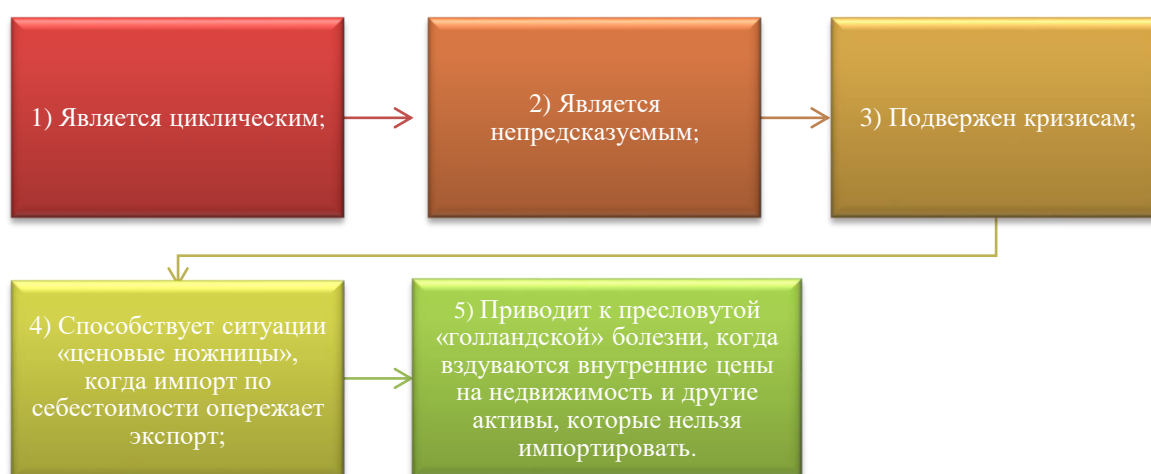 1) Является циклическим;
2) Является
непредсказуемым;
3) Подвержен кризисам;
4) Способствует ситуации
«ценовые ножницы»,
когда импорт по
себестоимости опережает
экспорт;
5) Приводит к пресловутой
«голландской» болезни, когда
вздуваются внутренние цены
на недвижимость и другие
активы, которые нельзя
импортировать.